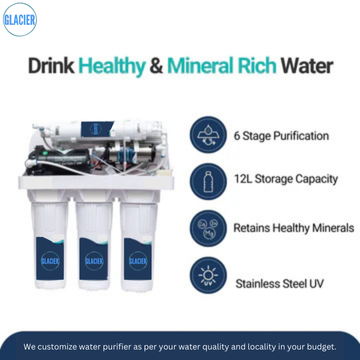 GLACIER
Drink Healthy & Mineral Rich Water
6 Stage Purification
12L Storage Capacity
Retains Healthy Minerals
Stainless Steel UV
GLACIER
GLACIER
GLACIER
We customize water purifier as per your water quality and locality in your budget.